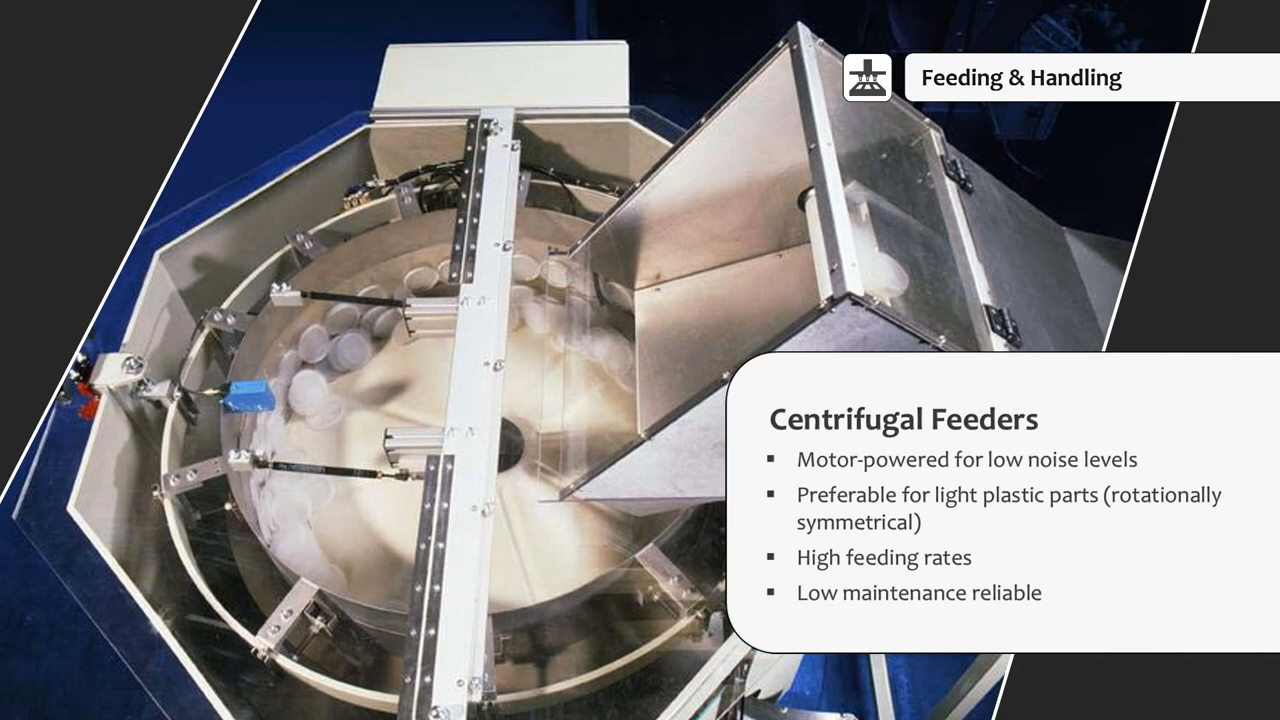 Feeding & Handling
Centrifugal Feeders
▪ Motor-powered for low noise levels
▪ Preferable for light plastic parts (rotationally
symmetrical)
▪ High feeding rates
▪ Low maintenance reliable